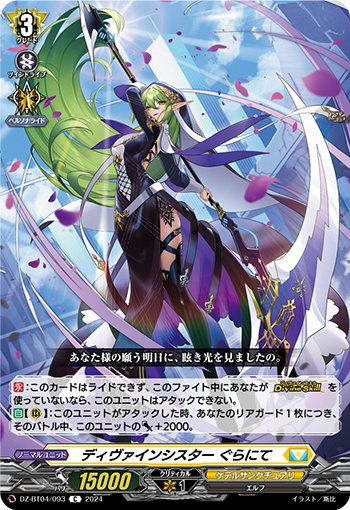 3
グレード
ツインドライブ
ペルソナライド
あなた様の願う明日に、眩き光を見ましたの。
永:このカードはライドできず、このファイト中にあなたが Divine Skill を
使っていないなら、このユニットはアタックできない。
自【R】:このユニットがアタックした時、あなたのリアガード１枚につき、
そのバトル中、このユニットの+2000。
ノーマルユニット
ディヴァインシスター ぐらにて
パワー
15000
クリティカル
1
ケテルサンクチュアリ
エルフ
DZ-BT04/093 C 2024
イラスト/斯比